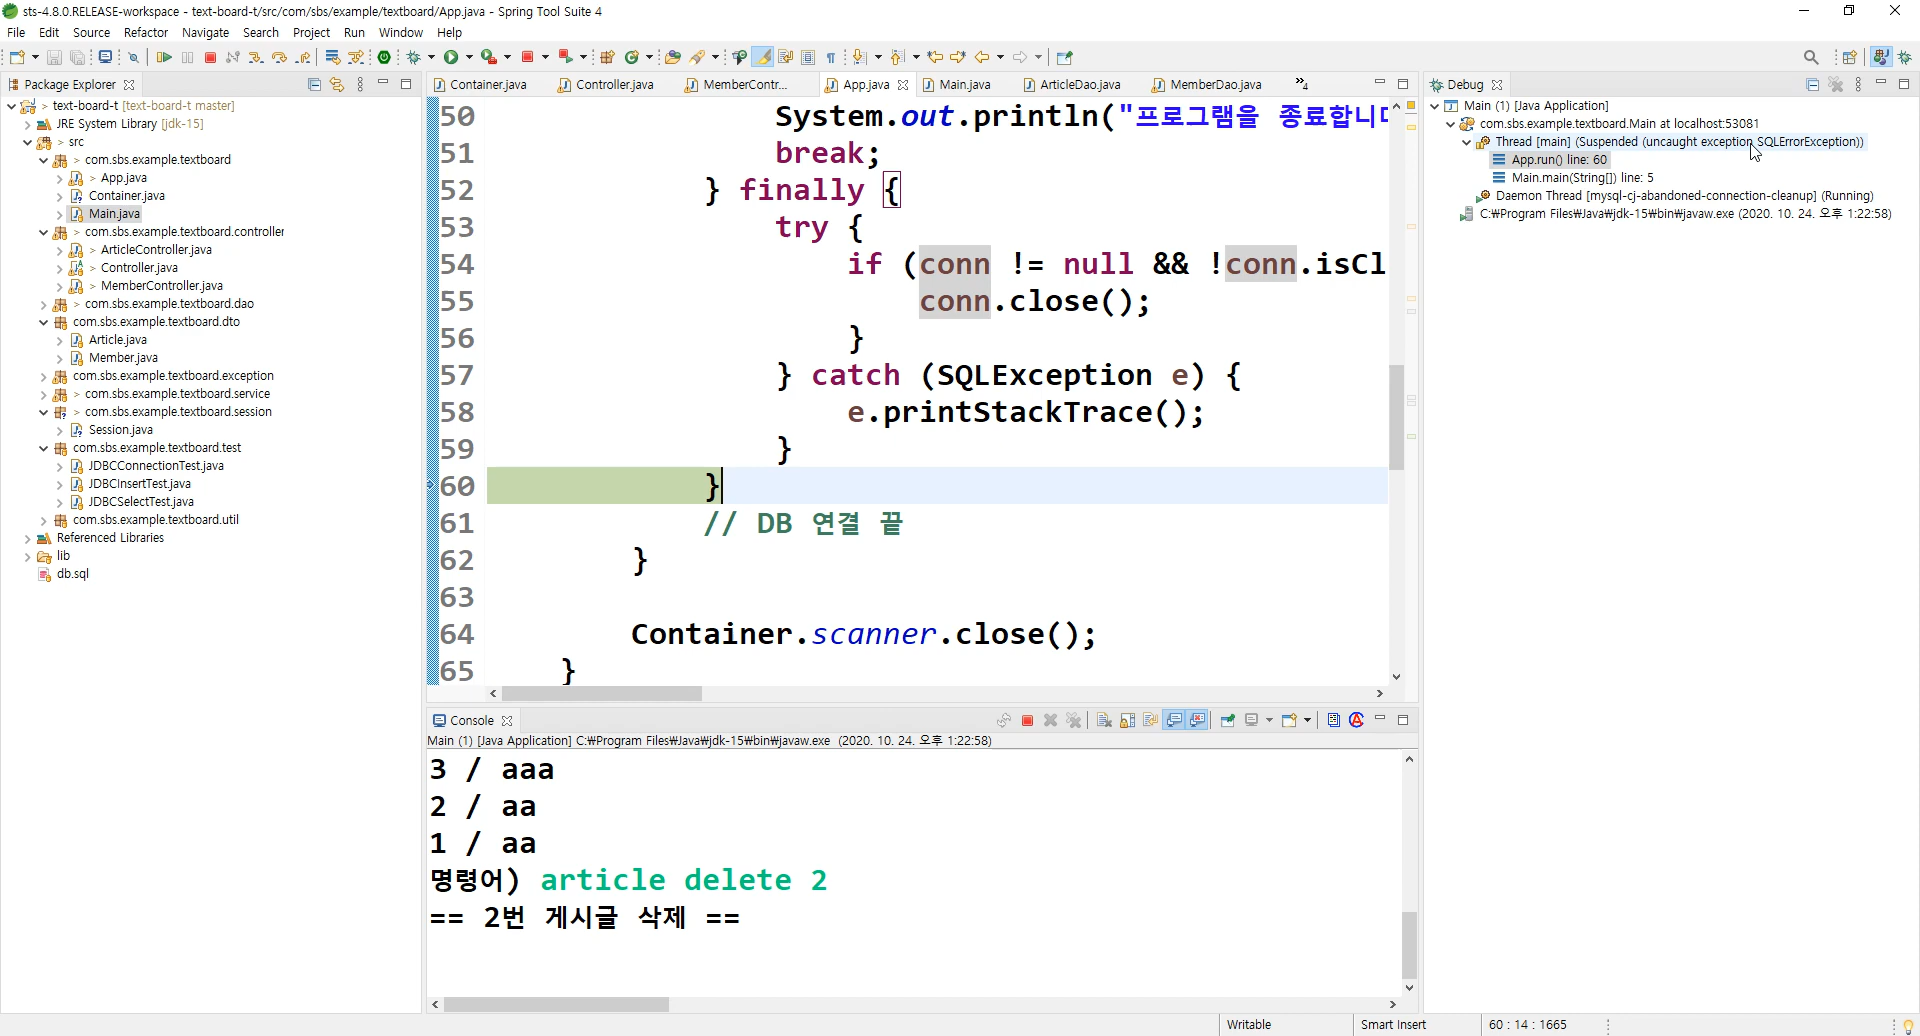 sts-4.8.0.RELEASE-workspace - text-board-t/src/com/sbs/example/textboard/App.java - Spring Tool Suite 4
File Edit Source Refactor Navigate Search Project Run Window Help
Package Explorer
> text-board-t [text-board-t master]
JRE System Library [jdk-15]
> src
> com.sbs.example.textboard
> App.java
Container.java
Main.java
> com.sbs.example.textboard.controller
> ArticleController.java
> Controller.java
> MemberController.java
> com.sbs.example.textboard.dao
com.sbs.example.textboard.dto
Article.java
Member.java
com.sbs.example.textboard.exception
> com.sbs.example.textboard.service
> com.sbs.example.textboard.session
Session.java
com.sbs.example.textboard.test
JDBCConnectionTest.java
JDBCInsertTest.java
JDBCSelectTest.java
com.sbs.example.textboard.util
Referenced Libraries
lib
db.sql
Container.java Controller.java MemberContr... App.java Main.java ArticleDao.java MemberDao.java »4
50 System.out.println("프로그램을 종료합니다
51 break;
52 } finally {
53 try {
54 if (conn != null && !conn.isCl
55 conn.close();
56 }
57 } catch (SQLException e) {
58 e.printStackTrace();
59 }
60 }
61 // DB 연결 끝
62 }
63
64 Container.scanner.close();
65 }
Console
Main (1) [Java Application] C:₩Program Files₩Java₩jdk-15₩bin₩javaw.exe (2020. 10. 24. 오후 1:22:58)
3 / aaa
2 / aa
1 / aa
명령어) article delete 2
== 2번 게시글 삭제 ==
Debug
Main (1) [Java Application]
com.sbs.example.textboard.Main at localhost:53081
Thread [main] (Suspended (uncaught exception SQLErrorException))
App.run() line: 60
Main.main(String[]) line: 5
Daemon Thread [mysql-cj-abandoned-connection-cleanup] (Running)
C:₩Program Files₩Java₩jdk-15₩bin₩javaw.exe (2020. 10. 24. 오후 1:22:58)
Writable Smart Insert 60 : 14 : 1665